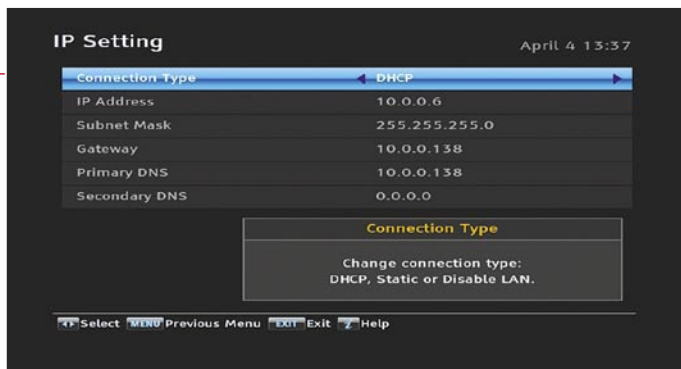 IP Setting
April 4 13:37
Connection Type DHCP
IP Address 10.0.0.6
Subnet Mask 255.255.255.0
Gateway 10.0.0.138
Primary DNS 10.0.0.138
Secondary DNS 0.0.0.0
Connection Type
Change connection type:
DHCP, Static or Disable LAN.
Select MENU Previous Menu EXIT Exit i Help